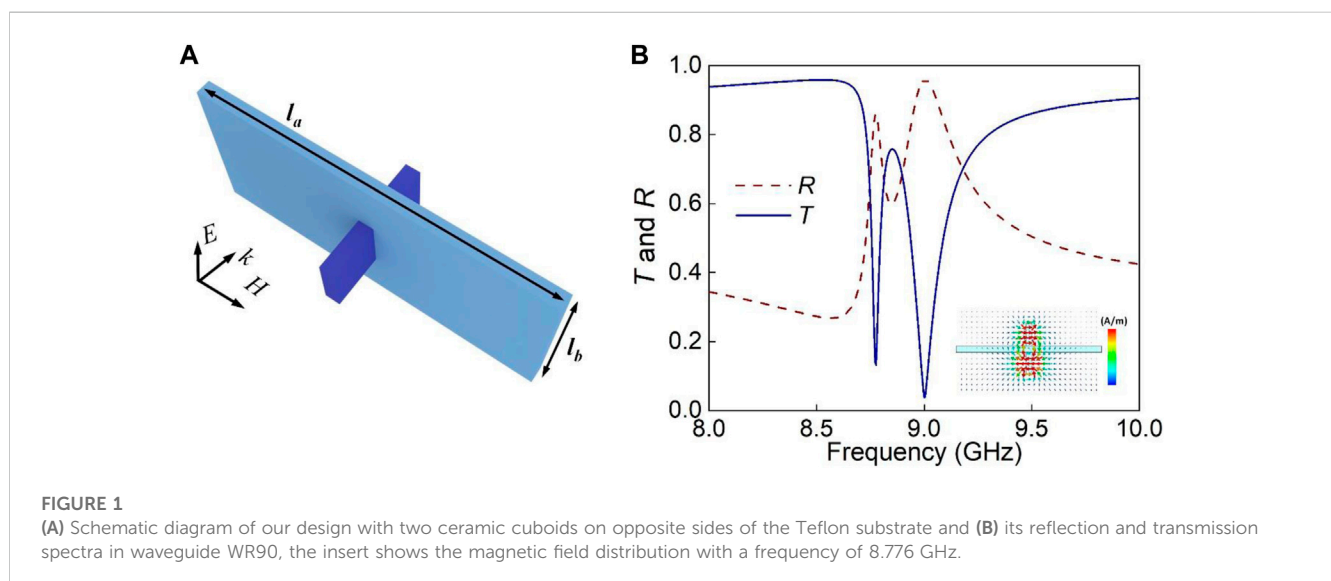 A
l_a
l_b
E
k
H
B
1.0
0.8
0.6
0.4
0.2
0.0
T and R
R
T
(A/m)
8.0 8.5 9.0 9.5 10.0
Frequency (GHz)
FIGURE 1
(A) Schematic diagram of our design with two ceramic cuboids on opposite sides of the Teflon substrate and (B) its reflection and transmission
spectra in waveguide WR90, the insert shows the magnetic field distribution with a frequency of 8.776 GHz.